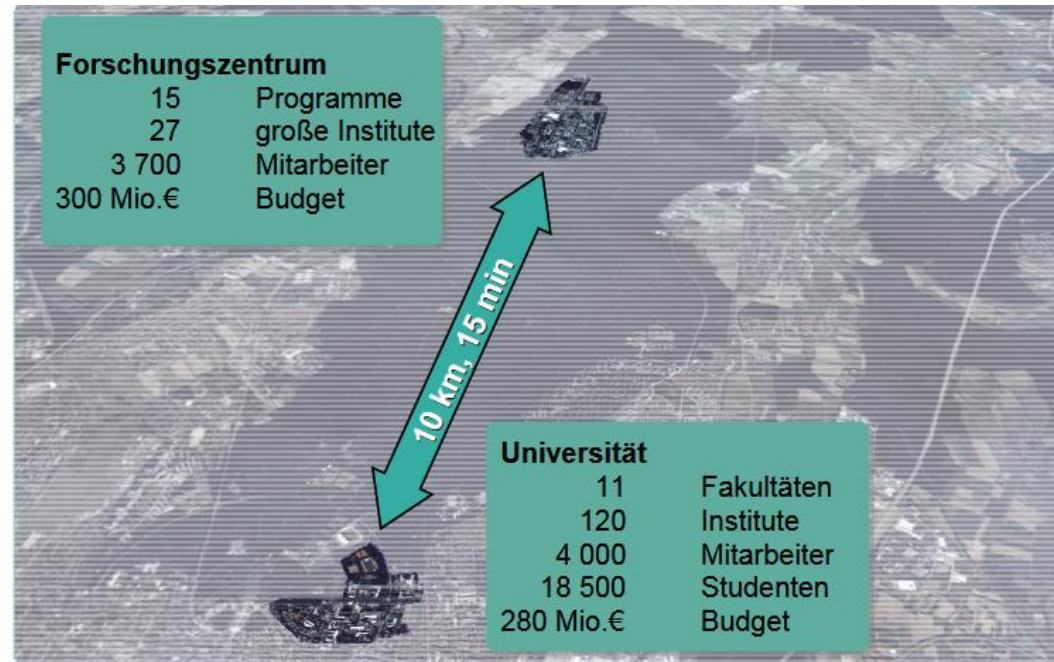 Forschungszentrum
15 Programme
27 große Institute
3 700 Mitarbeiter
300 Mio.€ Budget
10 km, 15 min
Universität
11 Fakultäten
120 Institute
4 000 Mitarbeiter
18 500 Studenten
280 Mio.€ Budget